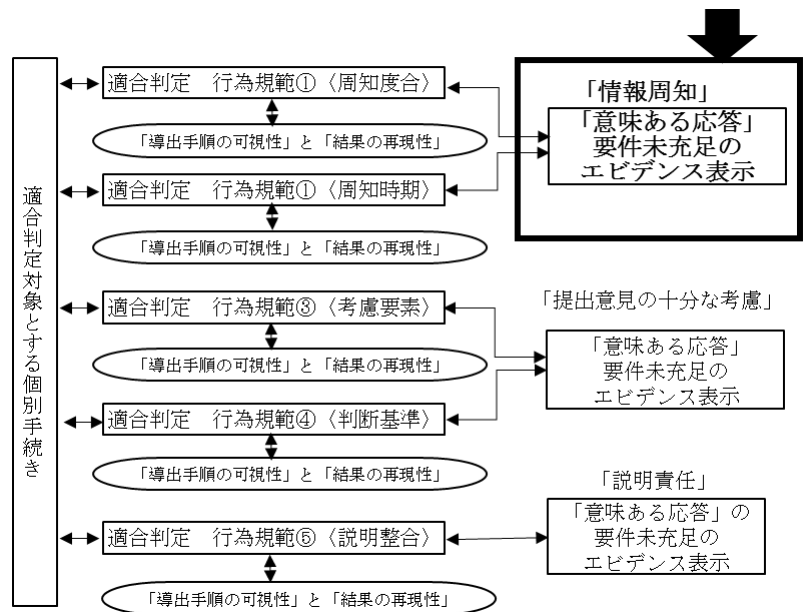 適合判定対象とする個別手続き
適合判定　行為規範①〈周知度合〉
「導出手順の可視性」と「結果の再現性」
適合判定　行為規範①〈周知時期〉
「導出手順の可視性」と「結果の再現性」
適合判定　行為規範③〈考慮要素〉
「導出手順の可視性」と「結果の再現性」
適合判定　行為規範④〈判断基準〉
「導出手順の可視性」と「結果の再現性」
適合判定　行為規範⑤〈説明整合〉
「導出手順の可視性」と「結果の再現性」
「情報周知」
「意味ある応答」
要件未充足の
エビデンス表示
「提出意見の十分な考慮」
「意味ある応答」
要件未充足の
エビデンス表示
「説明責任」
「意味ある応答」の
要件未充足の
エビデンス表示